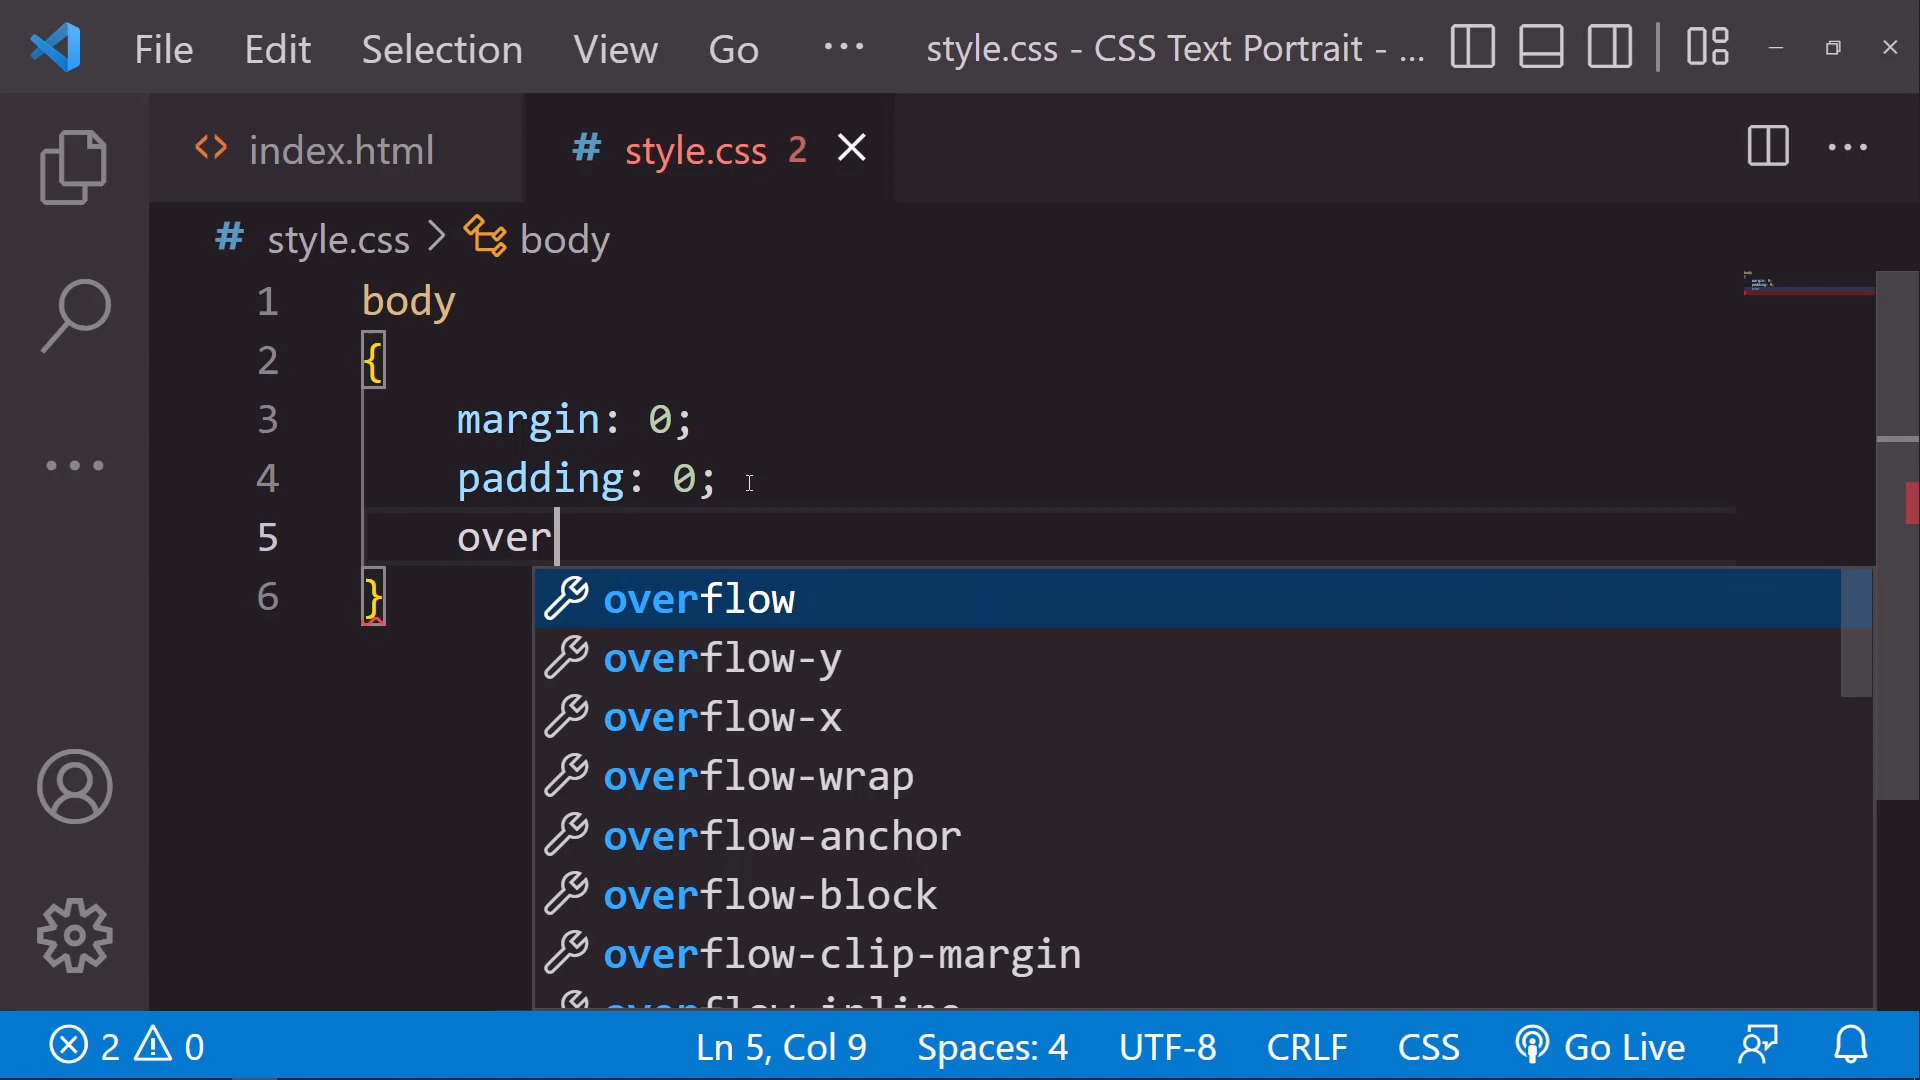 File Edit Selection View Go ··· style.css - CSS Text Portrait - ...
<> index.html # style.css 2
# style.css > body
1 body
2 {
3 margin: 0;
4 padding: 0;
5 over
6 }
overflow
overflow-y
overflow-x
overflow-wrap
overflow-anchor
overflow-block
overflow-clip-margin
overflow-inline
2 0 Ln 5, Col 9 Spaces: 4 UTF-8 CRLF CSS Go Live